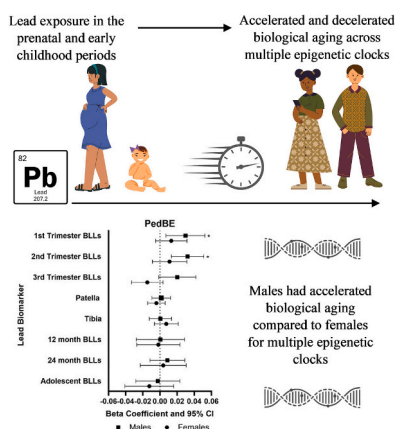 Lead exposure in the
prenatal and early
childhood periods
Accelerated and decelerated
biological aging across
multiple epigenetic clocks
82
Pb
Lead
207.2
PedBE
1st Trimester BLLs
*
2nd Trimester BLLs
*
3rd Trimester BLLs
Patella
Tibia
12 month BLLs
24 month BLLs
Adolescent BLLs
Lead Biomarker
-0.06 -0.04 -0.02 0.00 0.02 0.04 0.06
Beta Coefficient and 95% CI
Males Females
Males had accelerated
biological aging
compared to females
for multiple epigenetic
clocks